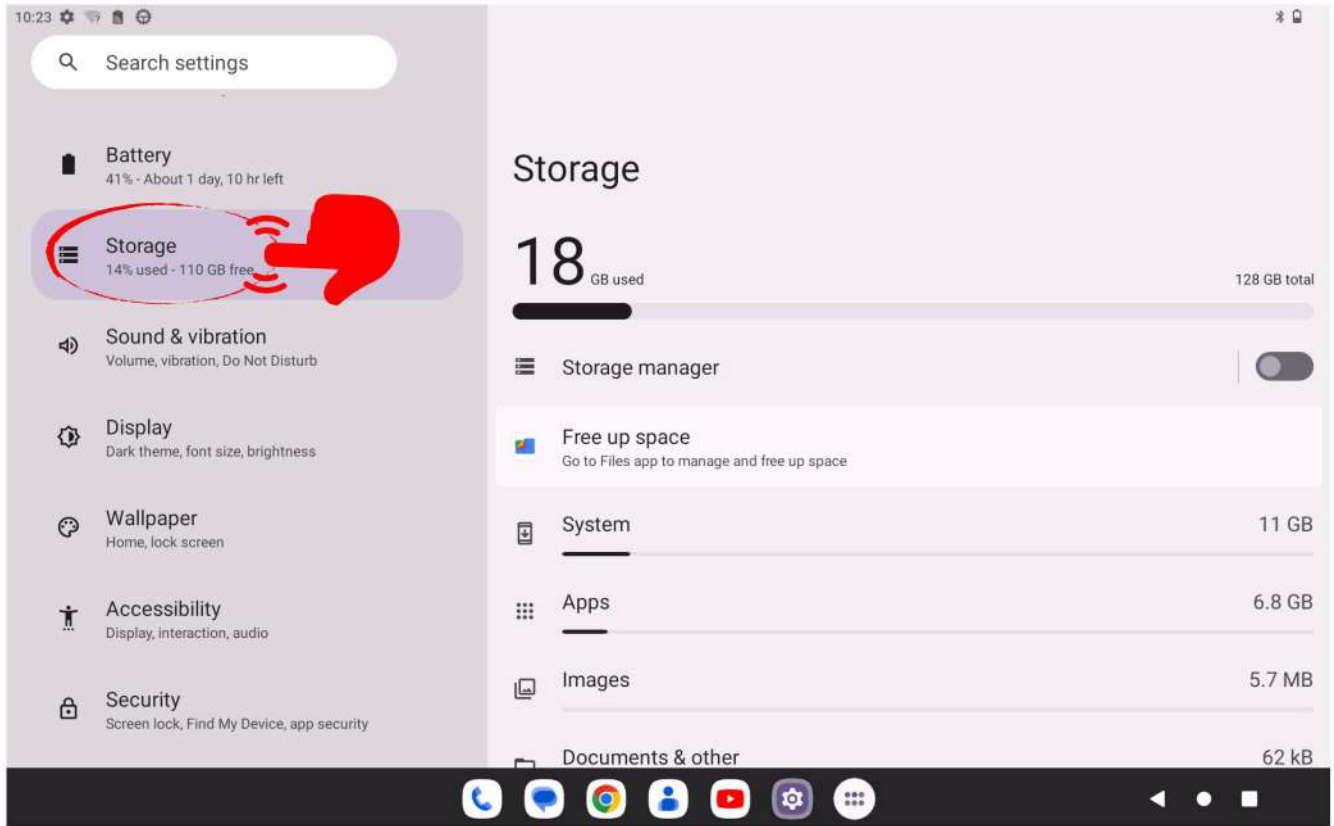 10:23
Search settings
Battery
41% - About 1 day, 10 hr left
Storage
14% used - 110 GB free
Sound & vibration
Volume, vibration, Do Not Disturb
Display
Dark theme, font size, brightness
Wallpaper
Home, lock screen
Accessibility
Display, interaction, audio
Security
Screen lock, Find My Device, app security
Storage
18 GB used
128 GB total
Storage manager
Free up space
Go to Files app to manage and free up space
System
11 GB
Apps
6.8 GB
Images
5.7 MB
Documents & other
62 kB